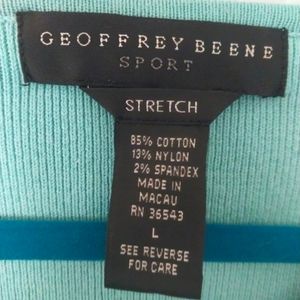 GEOFFREY BEENE
SPORT
STRETCH
85% COTTON
13% NYLON
2% SPANDEX
MADE IN
MACAU
RN 36543
L
SEE REVERSE
FOR CARE